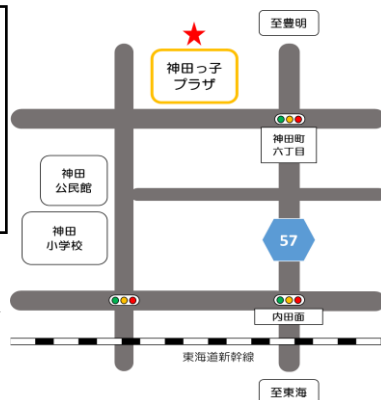 至豊明
神田っ子
プラザ
神田町
六丁目
神田
公民館
神田
小学校
57
内田面
東海道新幹線
至東海